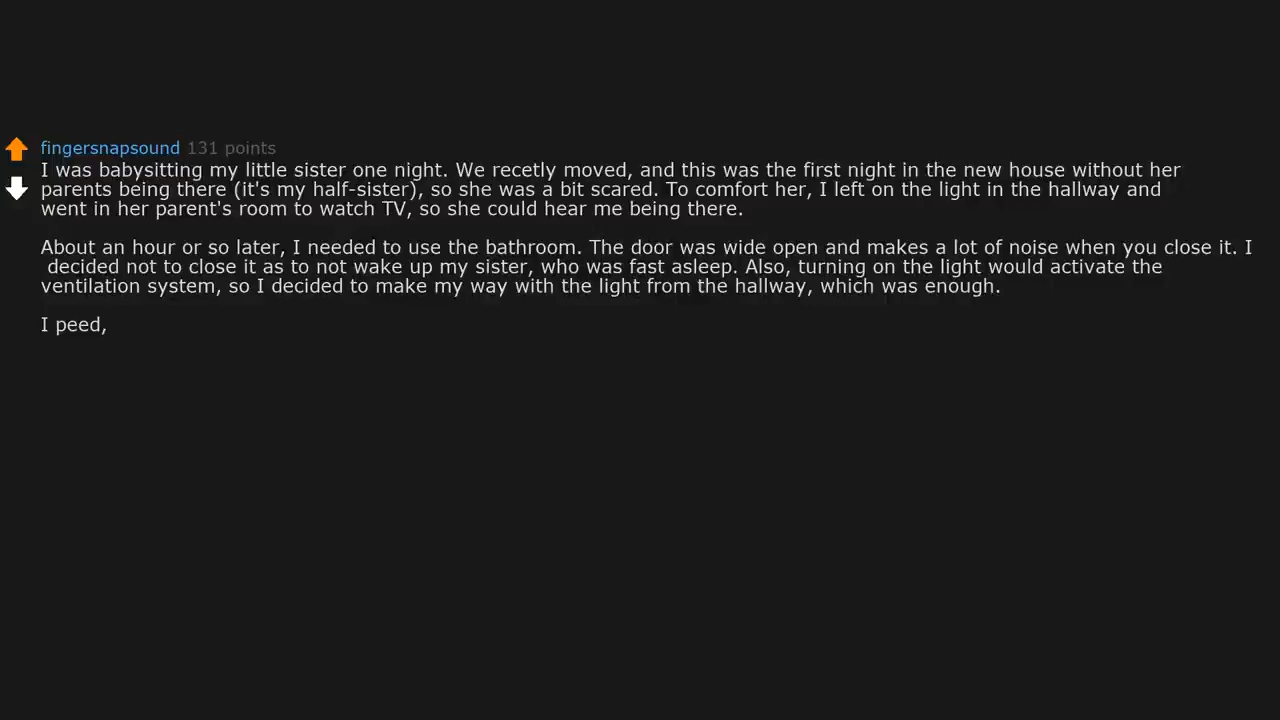 fingersnapsound 131 points
I was babysitting my little sister one night. We recetly moved, and this was the first night in the new house without her
parents being there (it's my half-sister), so she was a bit scared. To comfort her, I left on the light in the hallway and
went in her parent's room to watch TV, so she could hear me being there.
About an hour or so later, I needed to use the bathroom. The door was wide open and makes a lot of noise when you close it. I
decided not to close it as to not wake up my sister, who was fast asleep. Also, turning on the light would activate the
ventilation system, so I decided to make my way with the light from the hallway, which was enough.
I peed,